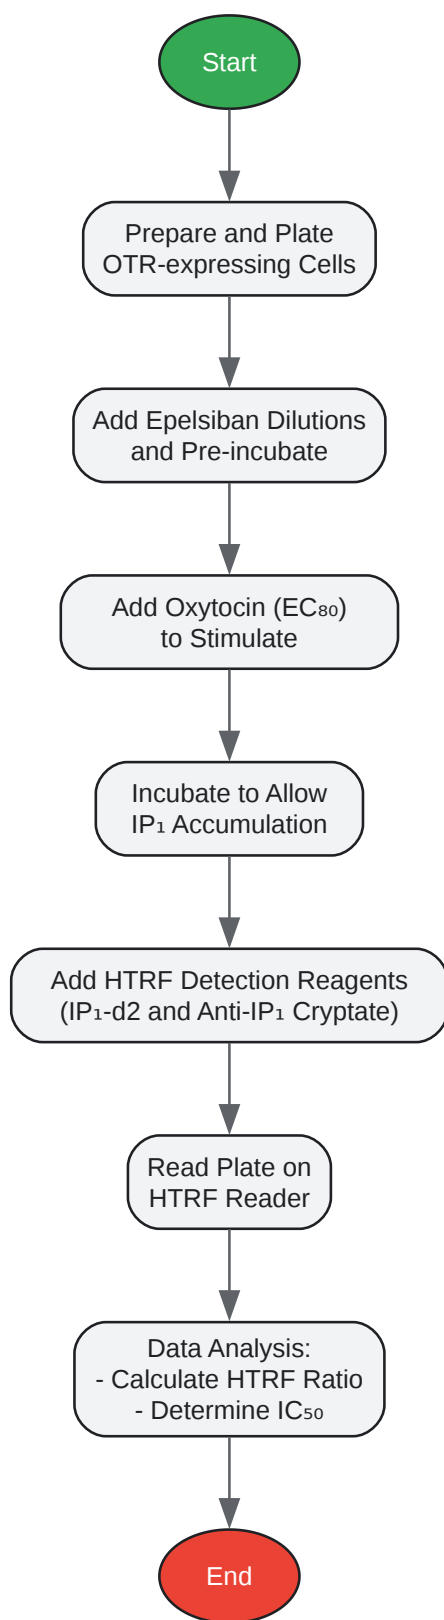 Start
Prepare and Plate
OTR-expressing Cells
Add Epelsiban Dilutions
and Pre-incubate
Add Oxytocin (EC₈₀)
to Stimulate
Incubate to Allow
IP₁ Accumulation
Add HTRF Detection Reagents
(IP₁-d2 and Anti-IP₁ Cryptate)
Read Plate on
HTRF Reader
Data Analysis:
- Calculate HTRF Ratio
- Determine IC₅₀
End